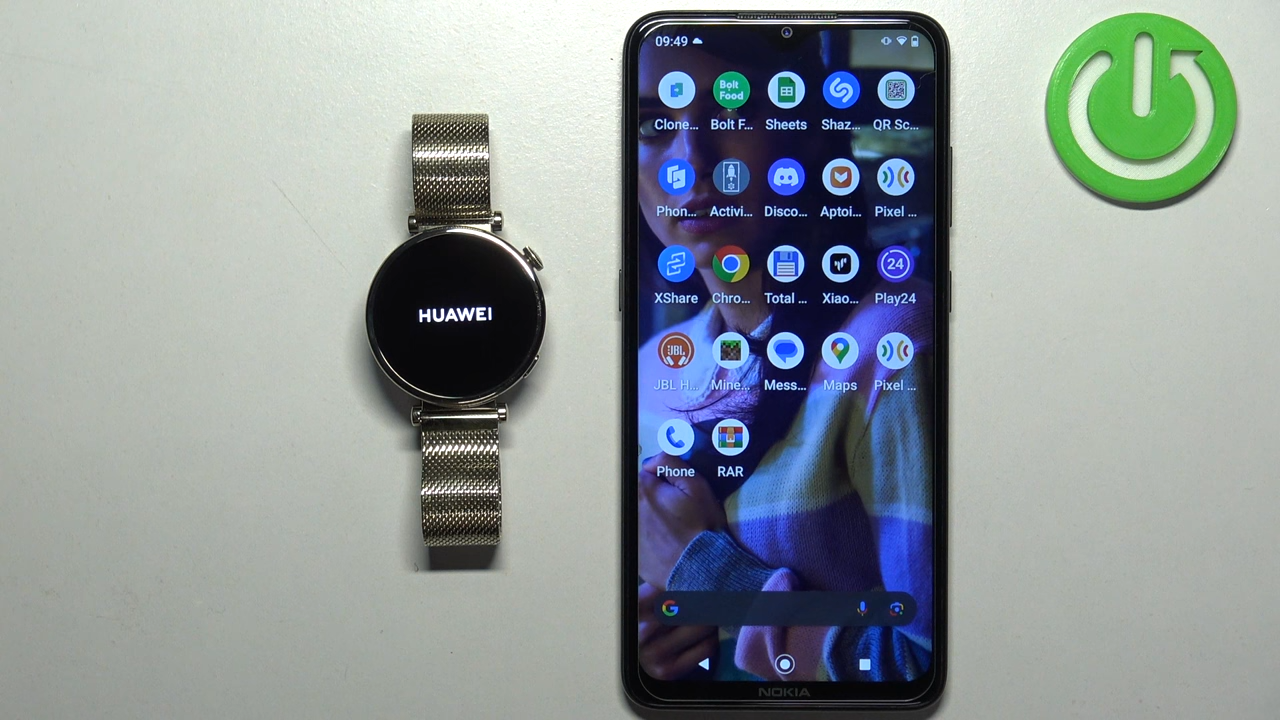 HUAWEI
09:49
Bolt
Food
Clone... Bolt F... Sheets Shaz... QR Sc...
Phon... Activi... Disco... Aptoi... Pixel ...
24
XShare Chro... Total ... Xiao... Play24
JBL
JBL H... Mine... Mess... Maps Pixel ...
Phone RAR
G
NOKIA